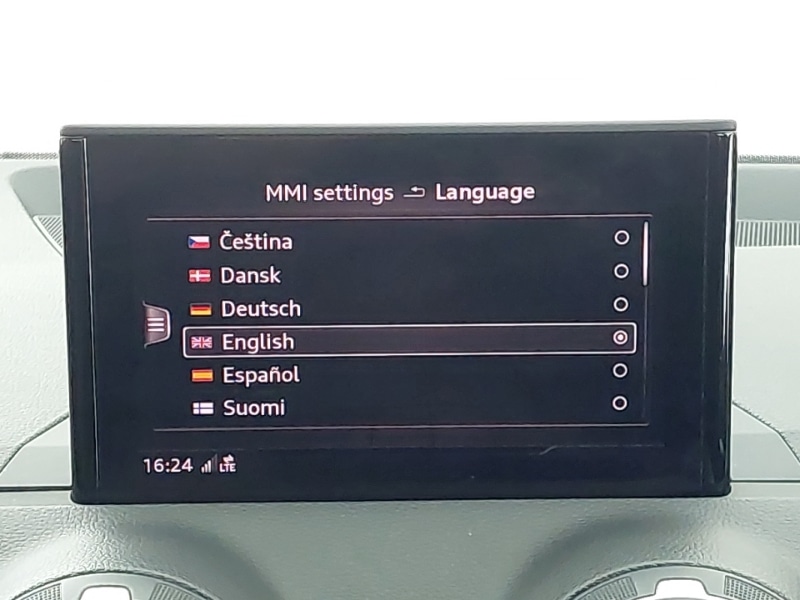 MMI settings Language
Čeština
Dansk
Deutsch
English
Español
Suomi
16:24 LTE